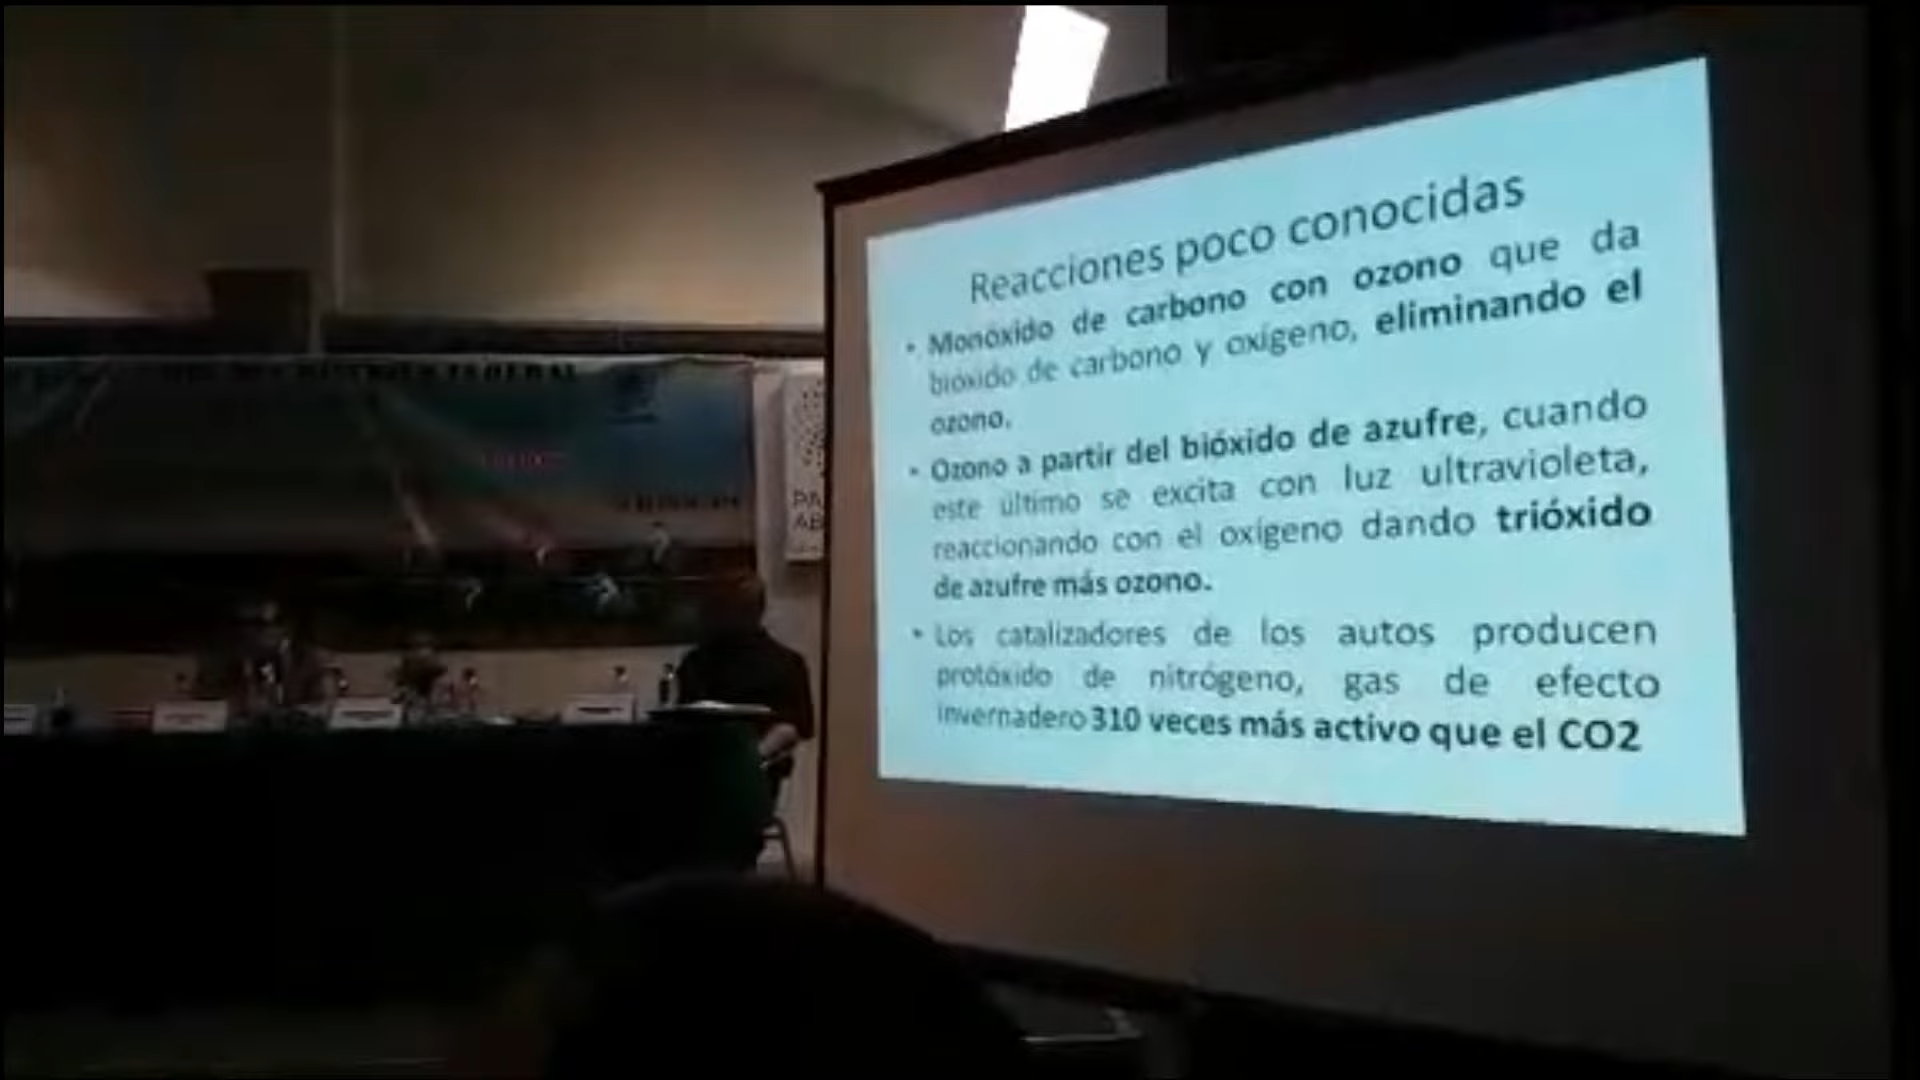 Reacciones poco conocidas
• Monóxido de carbono con ozono que da
bióxido de carbono y oxígeno, eliminando el
ozono.
• Ozono a partir del bióxido de azufre, cuando
este último se excita con luz ultravioleta,
reaccionando con el oxígeno dando trióxido
de azufre más ozono.
• Los catalizadores de los autos producen
protóxido de nitrógeno, gas de efecto
invernadero 310 veces más activo que el CO2